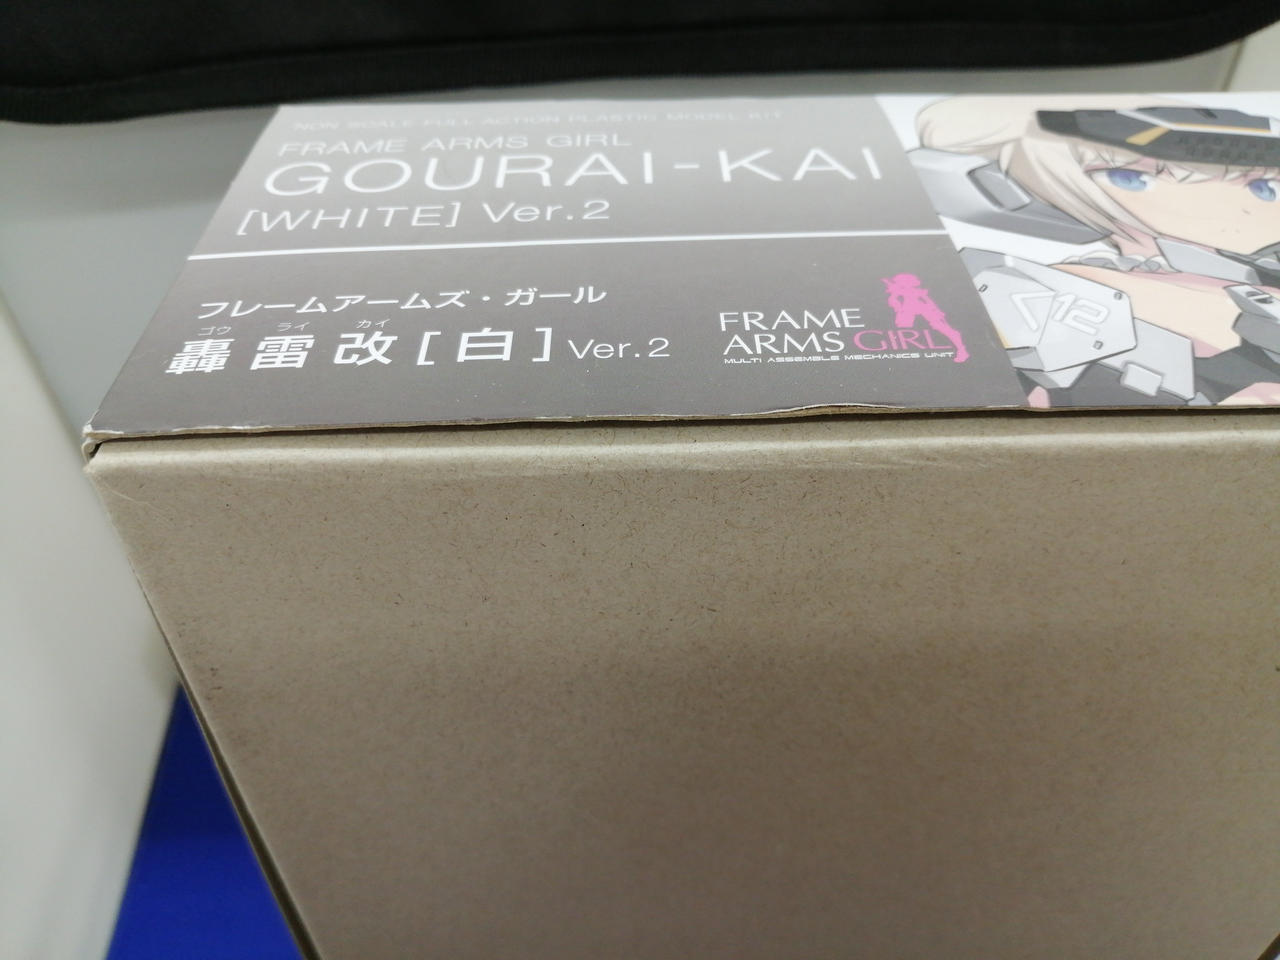 NON SCALE FULL ACTION PLASTIC MODEL KIT
FRAME ARMS GIRL
GOURAI-KAI
[WHITE] Ver.2
フレームアームズ・ガール
ゴウ ライ カイ
轟雷改[白] Ver.2
FRAME
ARMS GIRL
MULTI ASSEMBLE MECHANICS UNIT
12